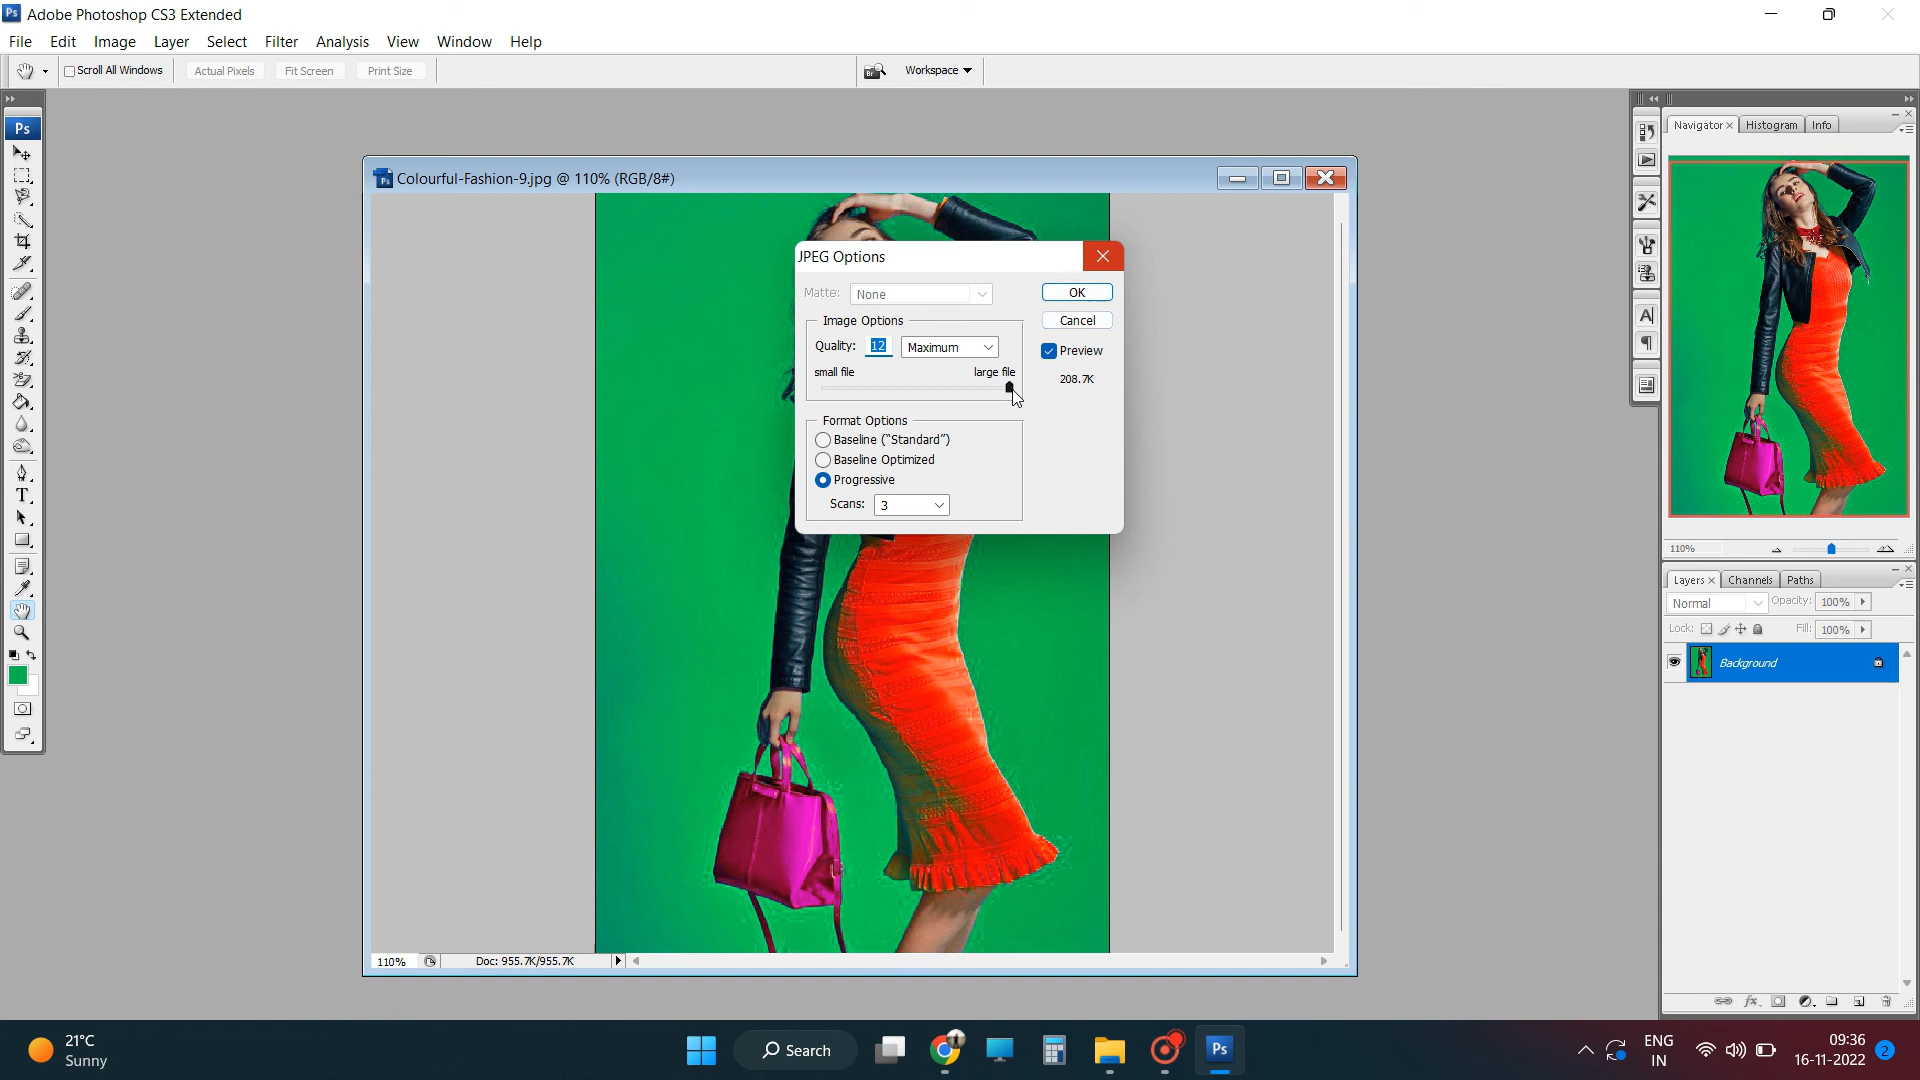 Ps Adobe Photoshop CS3 Extended
File Edit Image Layer Select Filter Analysis View Window Help
Scroll All Windows Actual Pixels Fit Screen Print Size Workspace
Ps
Navigator Histogram Info
Colourful-Fashion-9.jpg @ 110% (RGB/8#)
JPEG Options
Matte: None
OK
Image Options
Cancel
Quality: 12 Maximum
Preview
small file large file
208.7K
Format Options
Baseline ("Standard")
Baseline Optimized
Progressive
Scans: 3
110%
Layers Channels Paths
Normal Opacity: 100%
Lock: Fill: 100%
Background
110% Doc: 955.7K/955.7K
21°C
Sunny
Search
Ps
ENG
IN
09:36
16-11-2022
2